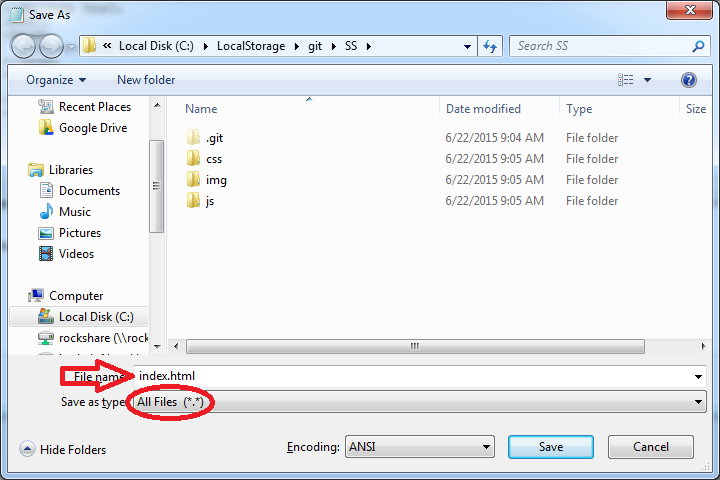 Save As
Local Disk (C:) LocalStorage git SS
Search SS
Organize New folder
Recent Places
Google Drive
Libraries
Documents
Music
Pictures
Videos
Computer
Local Disk (C:)
rockshare (\\rock
Name Date modified Type Size
.git 6/22/2015 9:04 AM File folder
css 6/22/2015 9:05 AM File folder
img 6/22/2015 9:05 AM File folder
js 6/22/2015 9:05 AM File folder
File name index.html
Save as type: All Files (*.*)
Hide Folders Encoding: ANSI Save Cancel